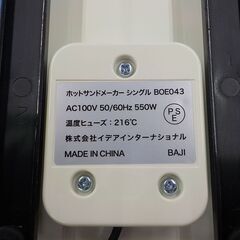 ホットサンドメーカー シングル BOE043
AC100V 50/60Hz 550W
温度ヒューズ：216℃
株式会社イデアインターナショナル
MADE IN CHINA BAJI
PS
E